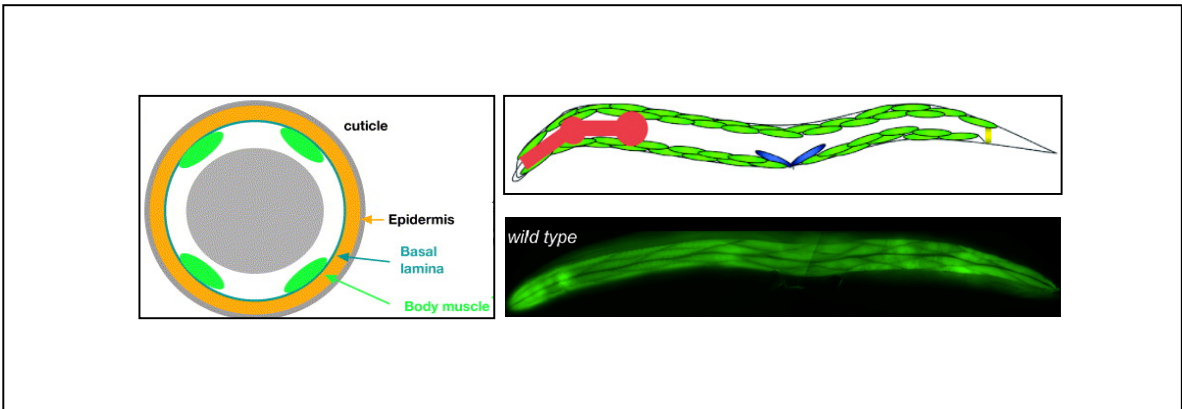 cuticle
Epidermis
Basal
lamina
Body muscle
wild type